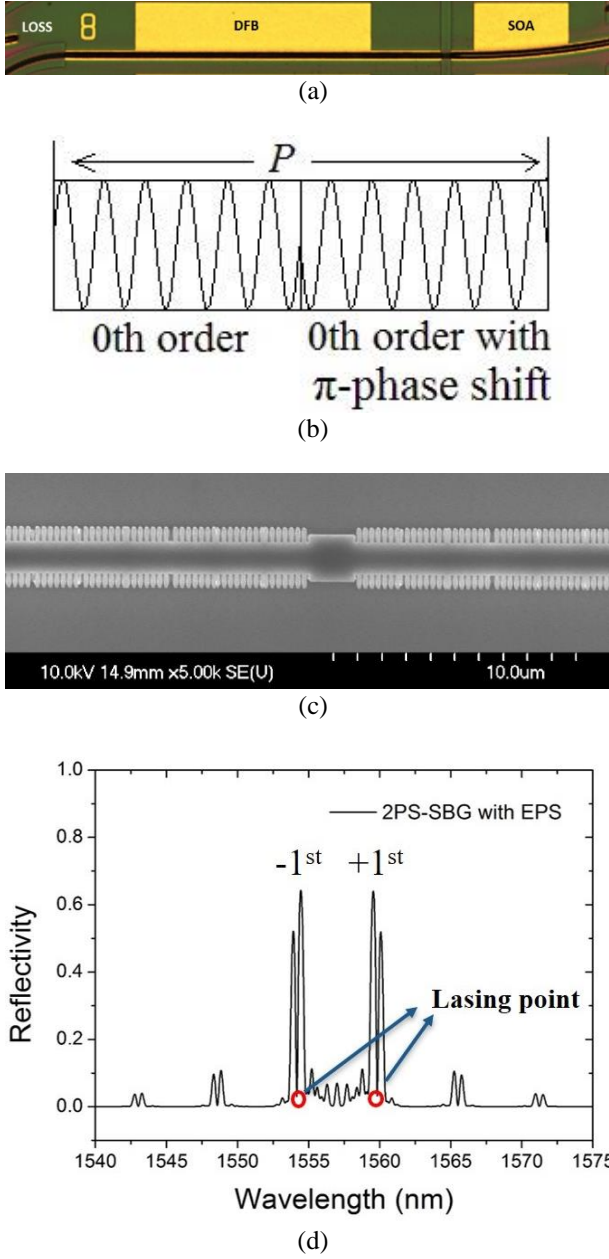 LOSS 8 DFB SOA
(a)
P
0th order 0th order with
π-phase shift
(b)
10.0kV 14.9mm x5.00k SE(U) 10.0um
(c)
1.0
0.8
0.6
0.4
0.2
0.0
Reflectivity
2PS-SBG with EPS
-1st +1st
Lasing point
1540 1545 1550 1555 1560 1565 1570 1575
Wavelength (nm)
(d)